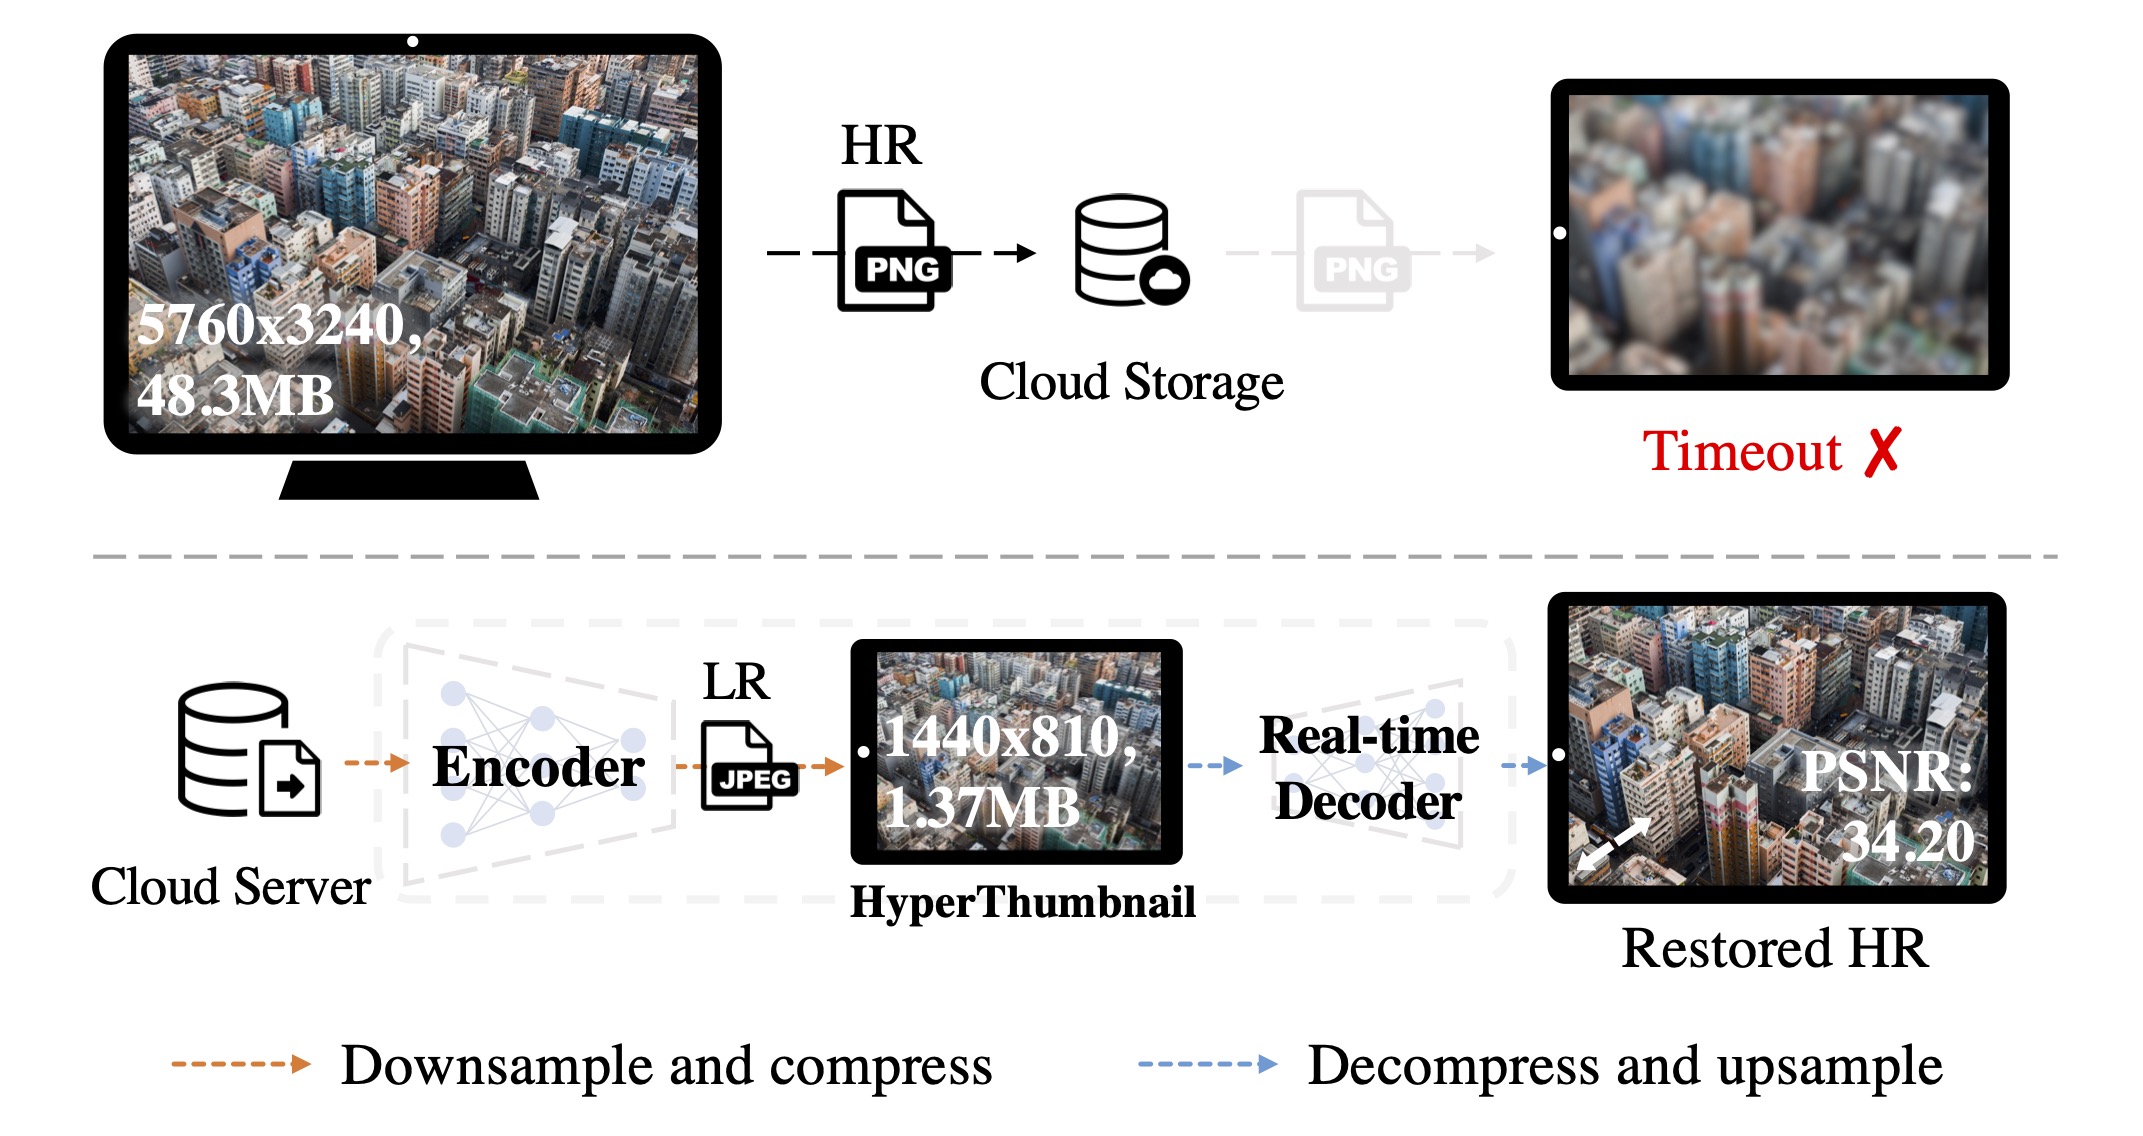 5760x3240,
48.3MB
HR
PNG
Cloud Storage
PNG
Timeout ✗
Cloud Server
Encoder
LR
JPEG
1440x810,
1.37MB
HyperThumbnail
Real-time
Decoder
PSNR:
34.20
Restored HR
Downsample and compress
Decompress and upsample